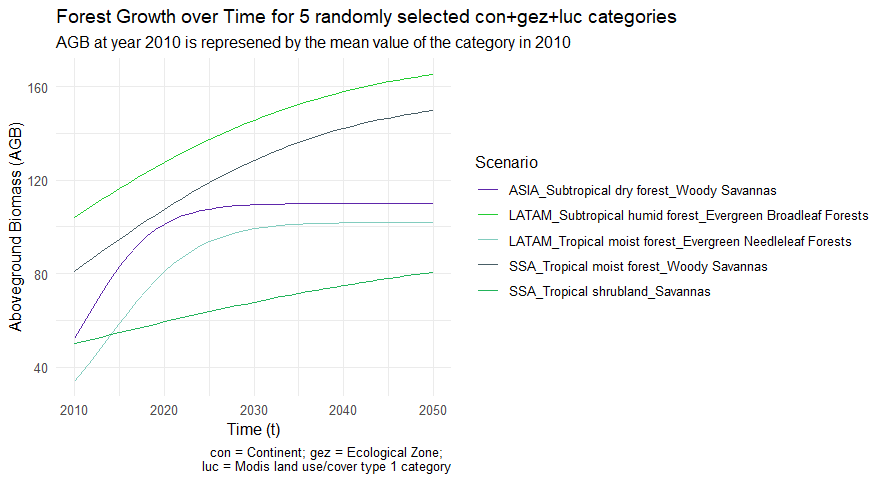 Forest Growth over Time for 5 randomly selected con+gez+luc categories
AGB at year 2010 is represened by the mean value of the category in 2010
Aboveground Biomass (AGB)
160
120
80
40
2010 2020 2030 2040 2050
Time (t)
con = Continent; gez = Ecological Zone;
luc = Modis land use/cover type 1 category
Scenario
ASIA_Subtropical dry forest_Woody Savannas
LATAM_Subtropical humid forest_Evergreen Broadleaf Forests
LATAM_Tropical moist forest_Evergreen Needleleaf Forests
SSA_Tropical moist forest_Woody Savannas
SSA_Tropical shrubland_Savannas